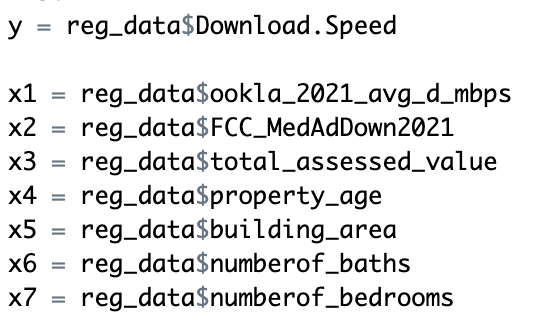 y = reg_data$Download.Speed
x1 = reg_data$ookla_2021_avg_d_mbps
x2 = reg_data$FCC_MedAdDown2021
x3 = reg_data$total_assessed_value
x4 = reg_data$property_age
x5 = reg_data$building_area
x6 = reg_data$numberof_baths
x7 = reg_data$numberof_bedrooms